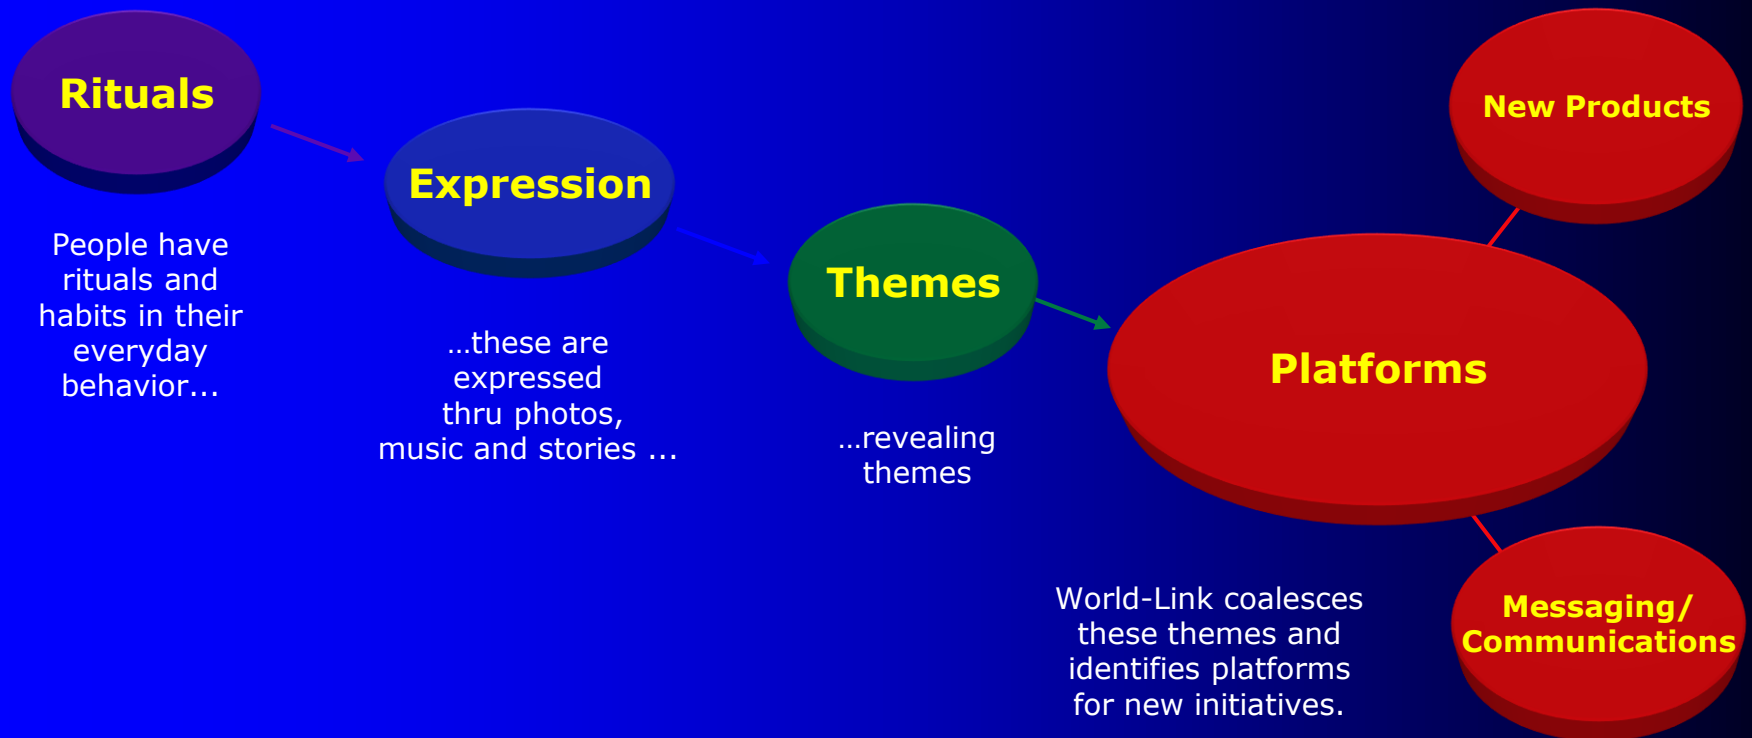 Rituals
People have
rituals and
habits in their
everyday
behavior…
Expression
…these are
expressed
thru photos,
music and stories …
Themes
…revealing
themes
Platforms
World-Link coalesces
these themes and
identifies platforms
for new initiatives.
New Products
Messaging/
Communications